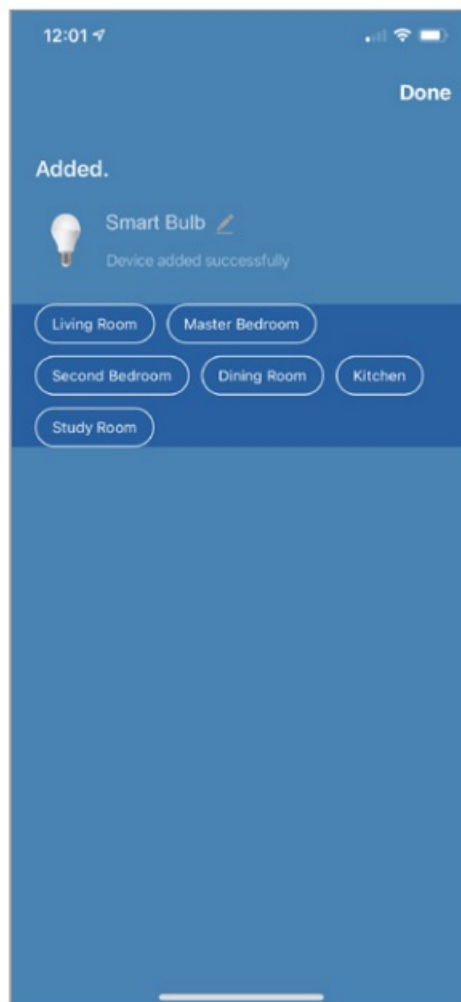 12:01
Done
Added.
Smart Bulb
Device added successfully
Living Room Master Bedroom
Second Bedroom Dining Room Kitchen
Study Room